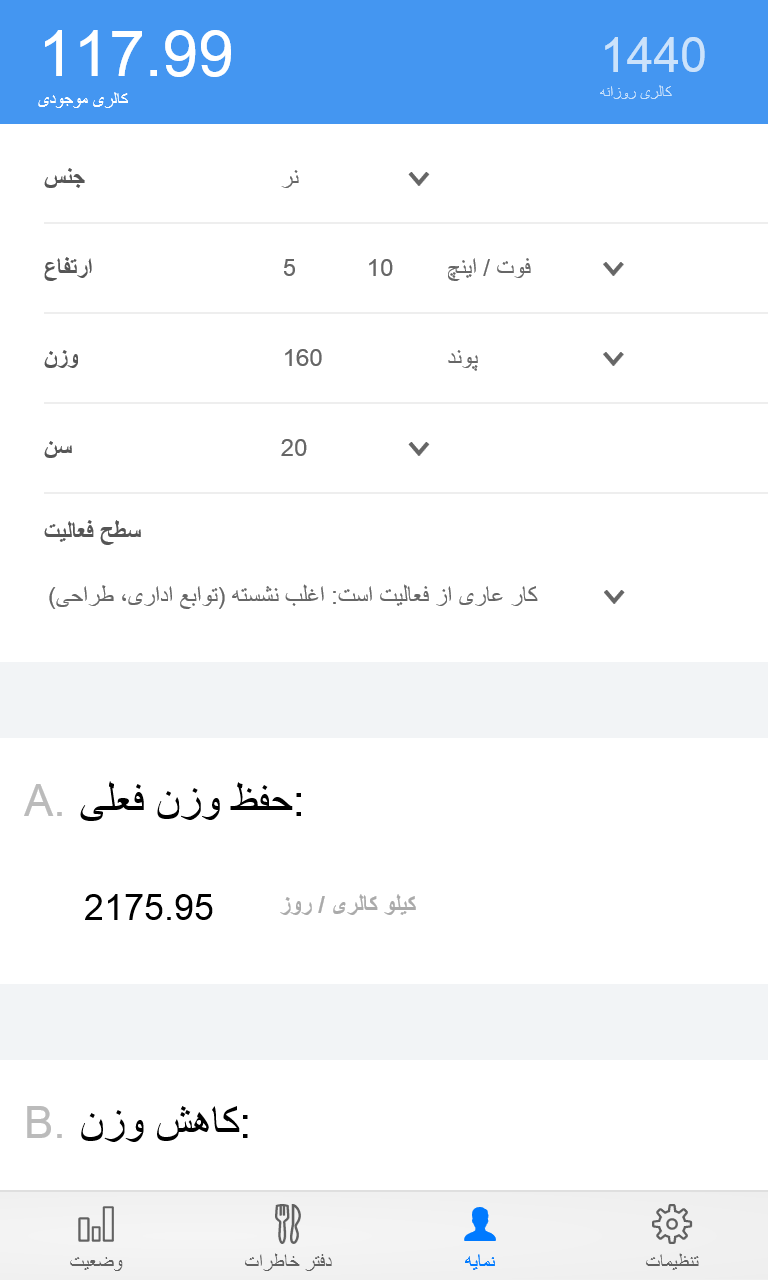 117.99
کالری موجودی
1440
کالری روزانه
جنس
نر
ارتفاع
5 10 فوت / اینچ
وزن
160 پوند
سن
20
سطح فعالیت
کار عاری از فعالیت است: اغلب نشسته (توابع اداری، طراحی)
A. حفظ وزن فعلی:
2175.95 کیلو کالری / روز
B. کاهش وزن:
وضعیت
دفتر خاطرات
نمایه
تنظیمات